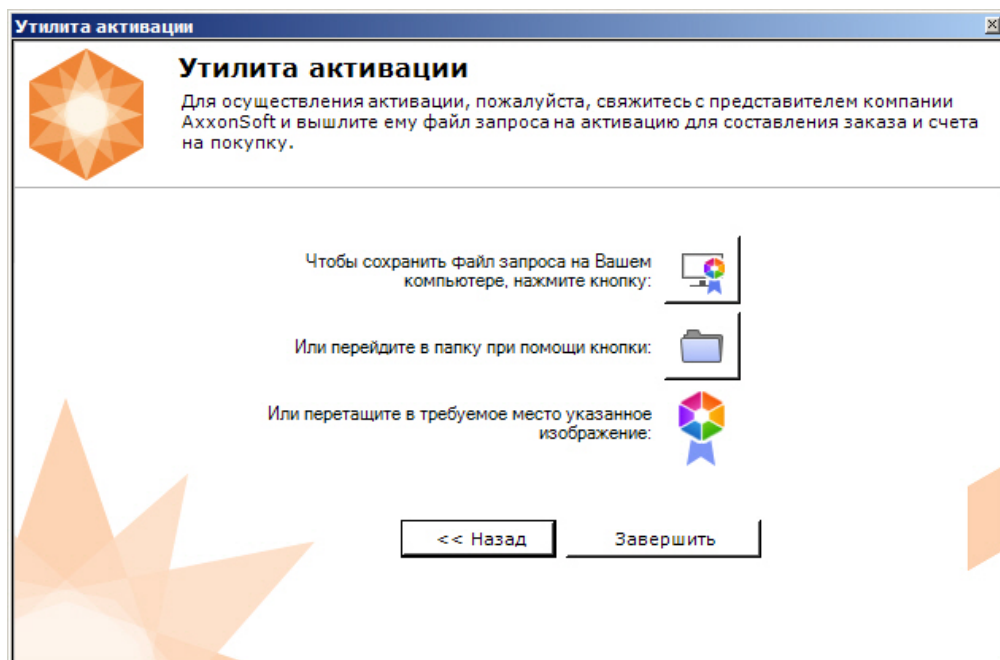 Утилита активации
Утилита активации
Для осуществления активации, пожалуйста, свяжитесь с представителем компании
AxxonSoft и вышлите ему файл запроса на активацию для составления заказа и счета
на покупку.
Чтобы сохранить файл запроса на Вашем
компьютере, нажмите кнопку:
Или перейдите в папку при помощи кнопки:
Или перетащите в требуемое место указанное
изображение:
<< Назад
Завершить